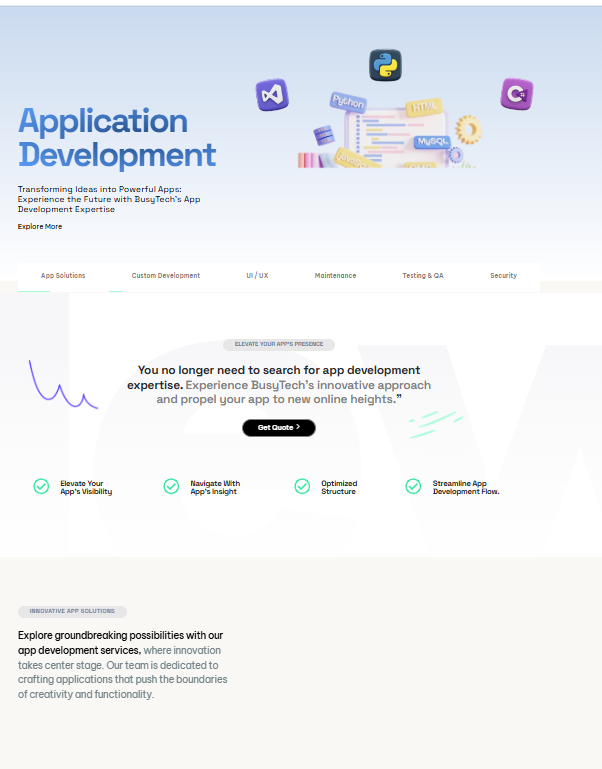 Application
Development
Transforming Ideas into Powerful Apps:
Experience the Future with BusyTech's App
Development Expertise
Explore More
Python
HTML
MySQL
JavaScript
App Solutions
Custom Development
UI / UX
Maintenance
Testing & QA
Security
ELEVATE YOUR APP'S PRESENCE
You no longer need to search for app development
expertise. Experience BusyTech's innovative approach
and propel your app to new online heights.”
Get Quote
Elevate Your
App's Visibility
Navigate With
App's Insight
Optimized
Structure
Streamline App
Development Flow.
INNOVATIVE APP SOLUTIONS
Explore groundbreaking possibilities with our
app development services, where innovation
takes center stage. Our team is dedicated to
crafting applications that push the boundaries
of creativity and functionality.